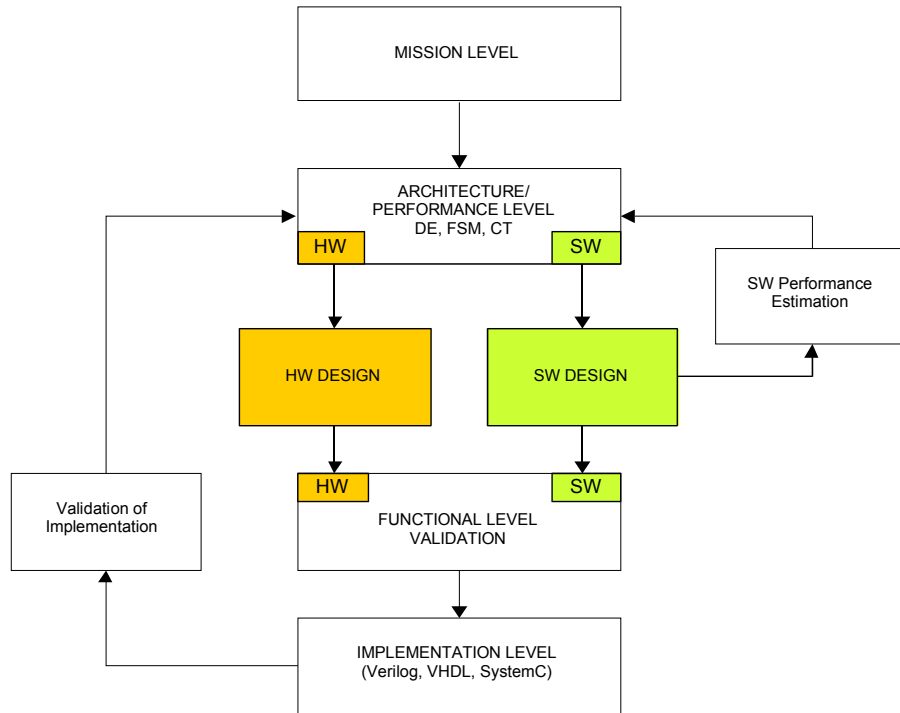 MISSION LEVEL
ARCHITECTURE/
PERFORMANCE LEVEL
DE, FSM, CT
HW
SW
SW Performance
Estimation
HW DESIGN
SW DESIGN
HW
SW
Validation of
Implementation
FUNCTIONAL LEVEL
VALIDATION
IMPLEMENTATION LEVEL
(Verilog, VHDL, SystemC)